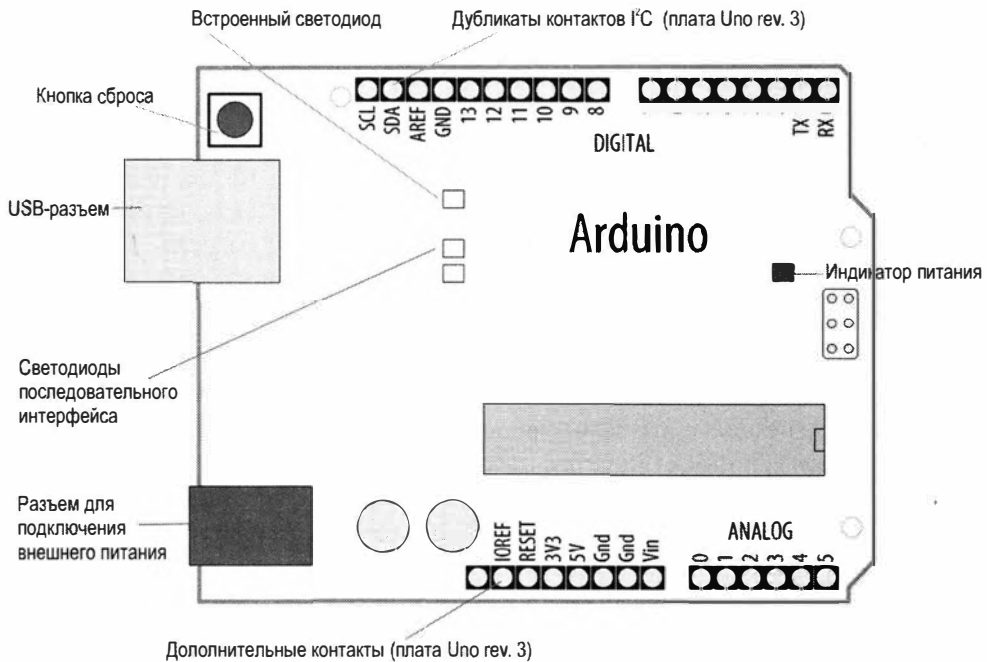 Встроенный светодиод
Дубликаты контактов I²C (плата Uno rev. 3)
Кнопка сброса
SCL
SDA
AREF
GND
13
12
11
10
9
8
TX
RX
DIGITAL
USB-разъем
Arduino
Индикатор питания
Светодиоды
последовательного
интерфейса
Разъем для
подключения
внешнего питания
IOREF
RESET
3V3
5V
Gnd
Gnd
Vin
ANALOG
0
1
2
3
4
5
Дололнительные контакты (плата Uno rev. 3)